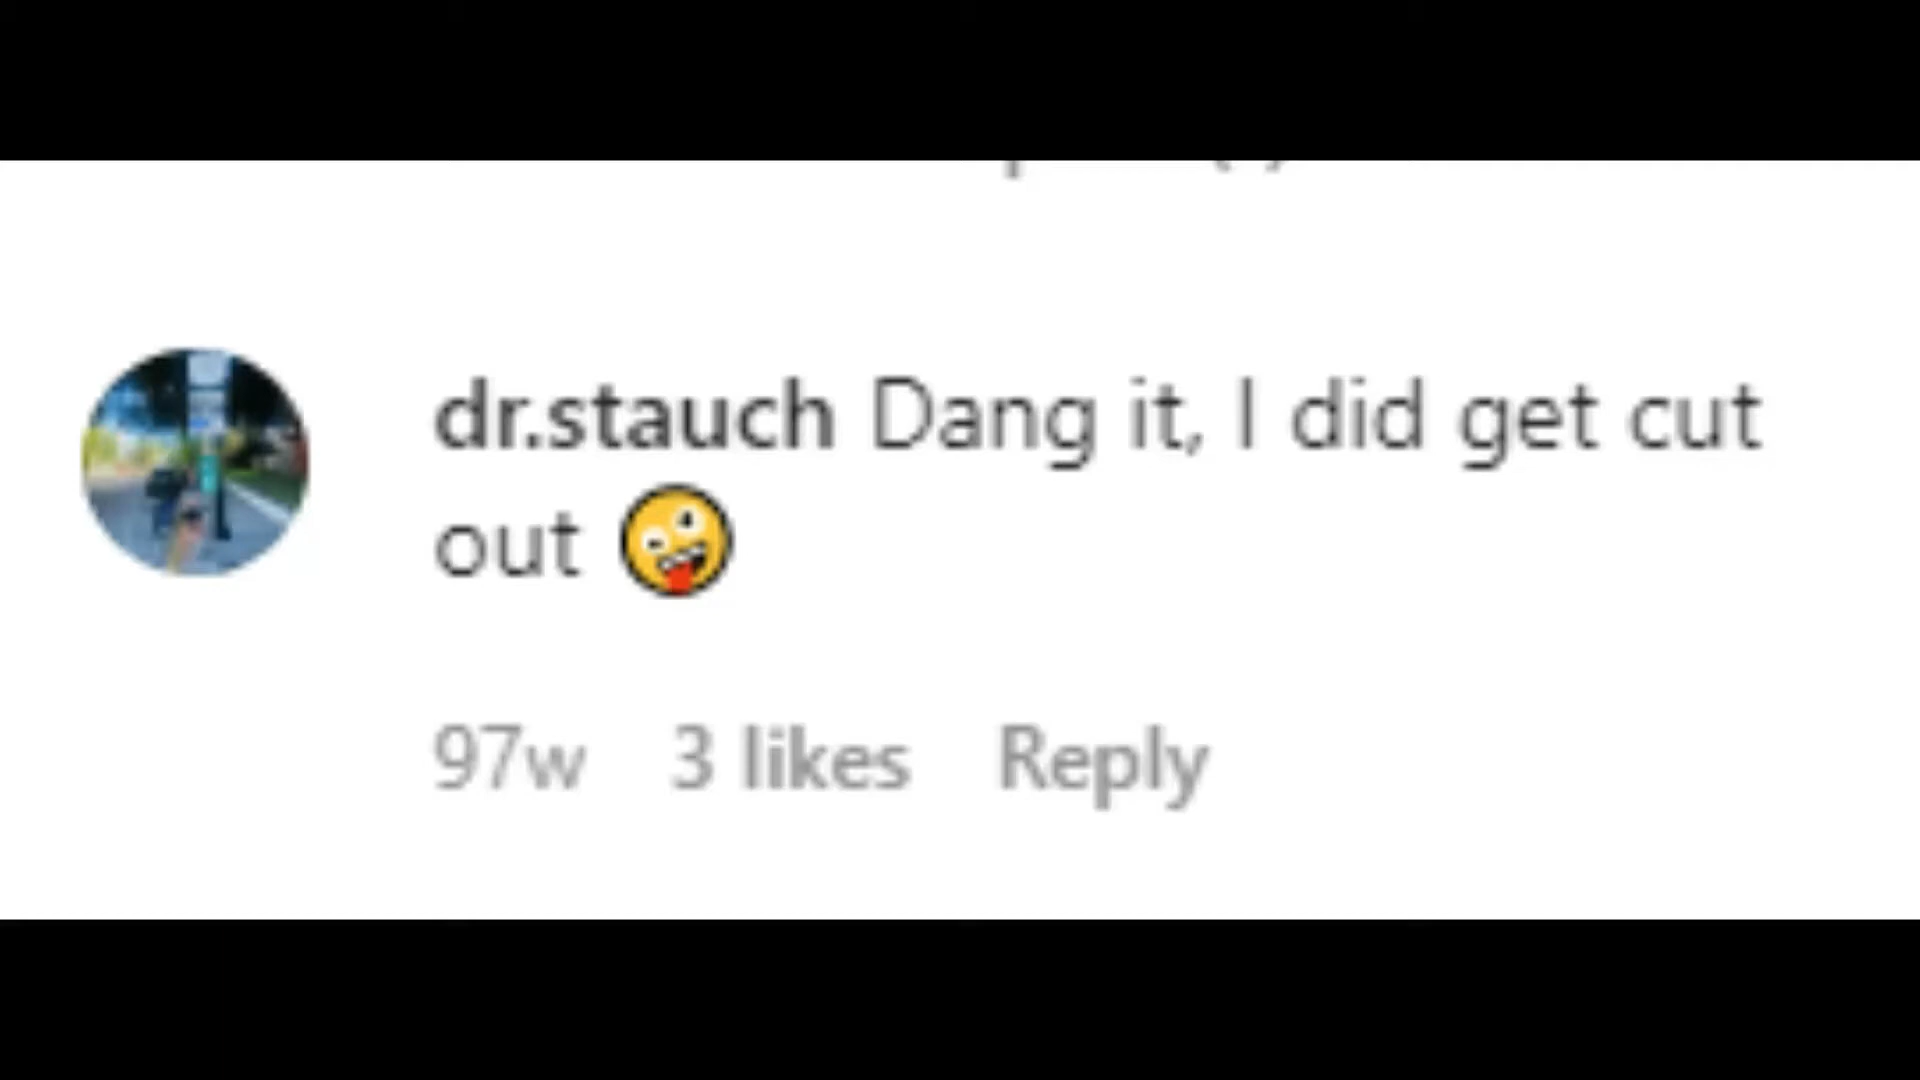 dr.stauch Dang it, I did get cut
out 🤪
97w 3 likes Reply